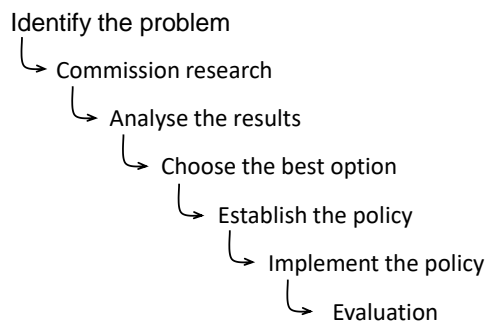 Identify the problem
Commission research
Analyse the results
Choose the best option
Establish the policy
Implement the policy
Evaluation